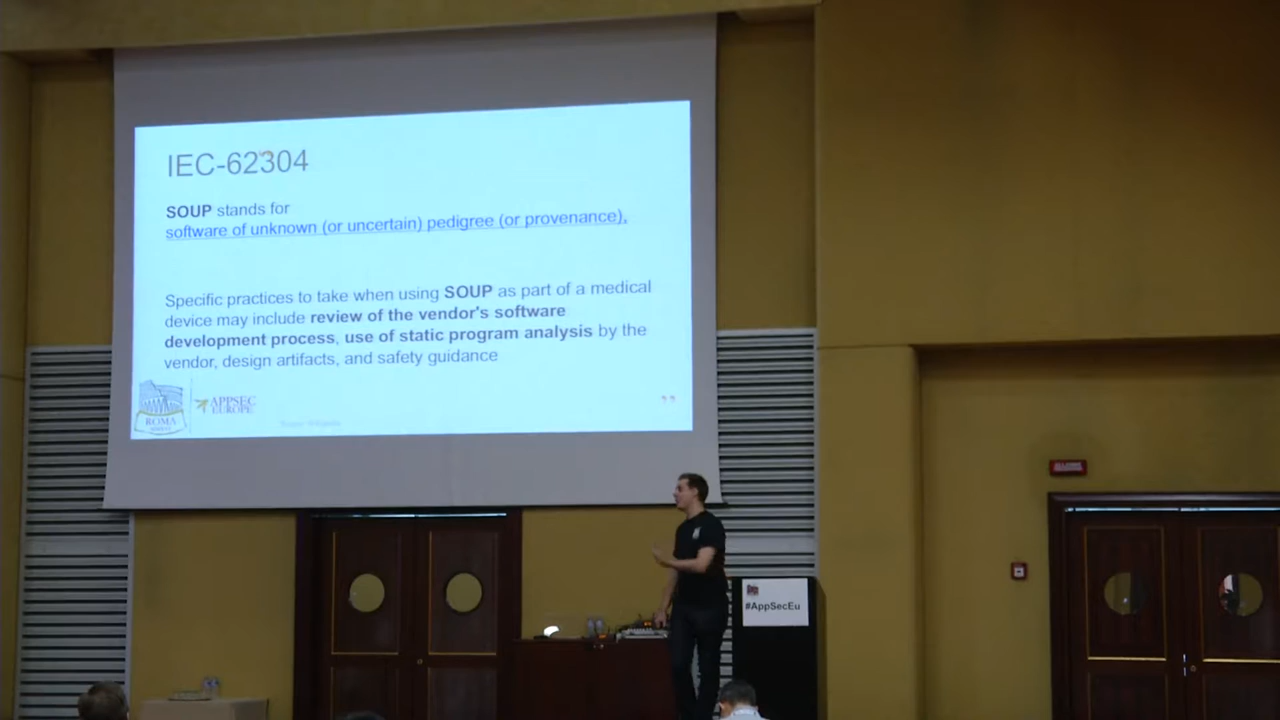 IEC-62304
SOUP stands for
software of unknown (or uncertain) pedigree (or provenance),
Specific practices to take when using SOUP as part of a medical
device may include review of the vendor's software
development process, use of static program analysis by the
vendor, design artifacts, and safety guidance
ROMA
APPSEC
EUROPE
#AppSecEu